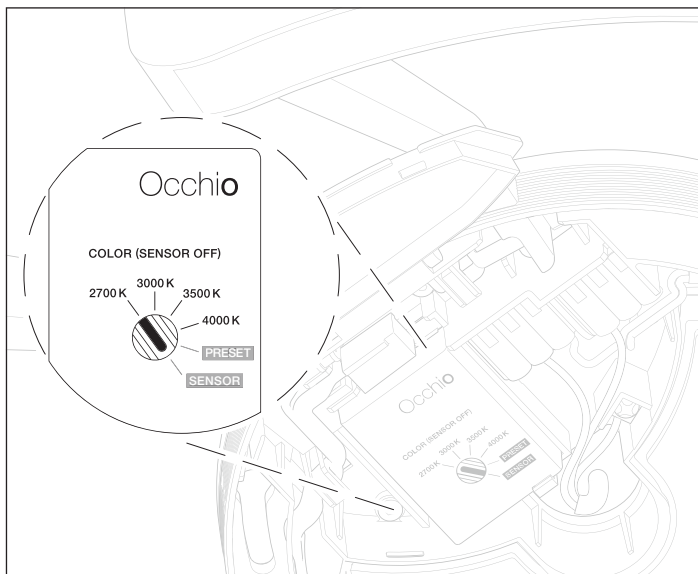 Occhio
COLOR (SENSOR OFF)
3000 K
2700 K
3500 K
4000 K
PRESET
SENSOR
Occhio
COLOR (SENSOR OFF)
3500 K
3000 K
4000 K
2700 K
PRESET
SENSOR